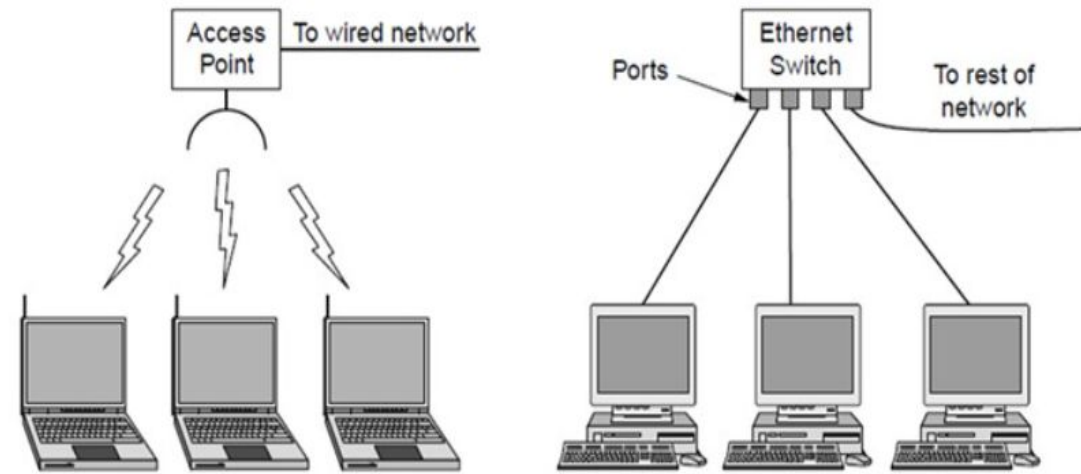 Access
Point
To wired network
Ethernet
Switch
Ports
To rest of
network